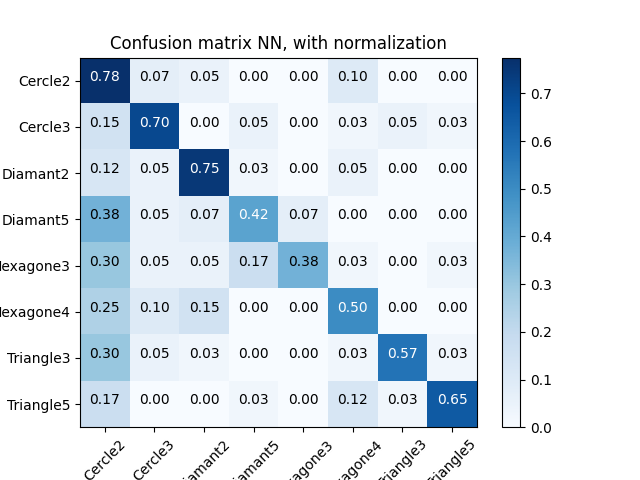 Confusion matrix NN, with normalization
Cercle2 0.78 0.07 0.05 0.00 0.00 0.10 0.00 0.00
Cercle3 0.15 0.70 0.00 0.05 0.00 0.03 0.05 0.03
Diamant2 0.12 0.05 0.75 0.03 0.00 0.05 0.00 0.00
Diamant5 0.38 0.05 0.07 0.42 0.07 0.00 0.00 0.00
lexagone3 0.30 0.05 0.05 0.17 0.38 0.03 0.00 0.03
lexagone4 0.25 0.10 0.15 0.00 0.00 0.50 0.00 0.00
Triangle3 0.30 0.05 0.03 0.00 0.00 0.03 0.57 0.03
Triangle5 0.17 0.00 0.00 0.03 0.00 0.12 0.03 0.65
Cercle2 Cercle3 iamant2 iamant5 agone3 agone4 riangle3 riangle5
0.7
0.6
0.5
0.4
0.3
0.2
0.1
0.0